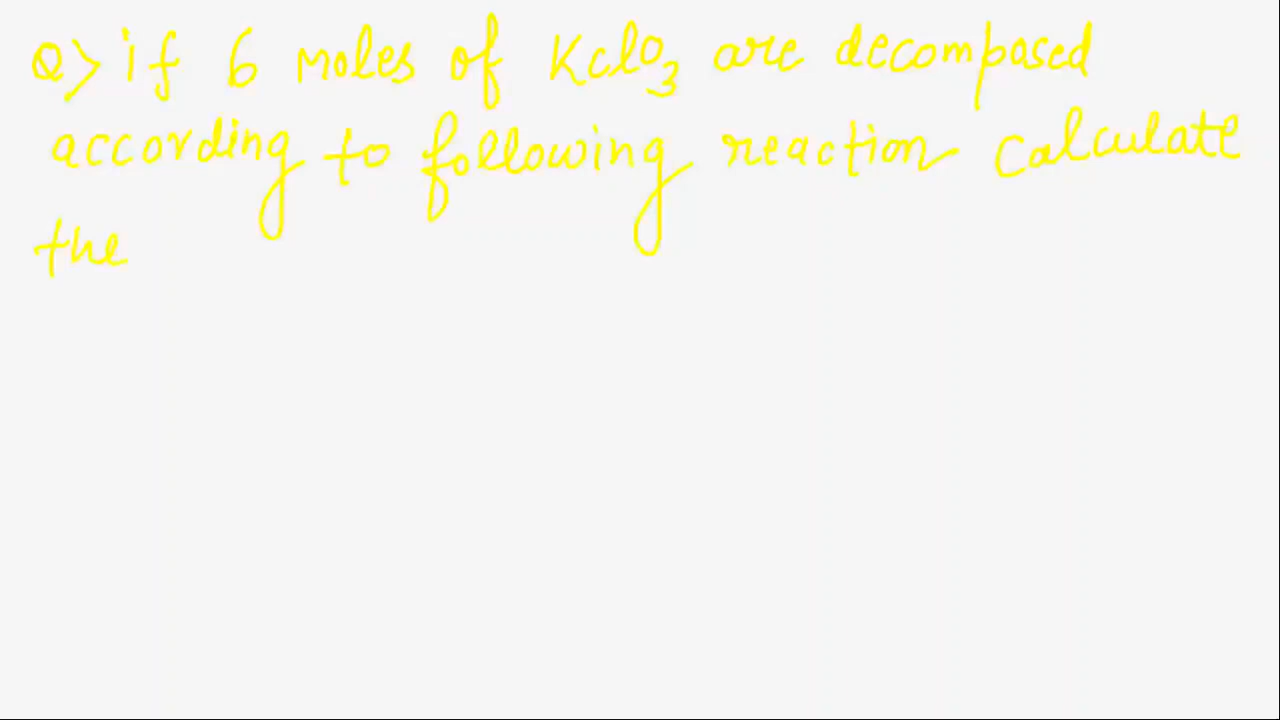 Q> if 6 moles of KclO₃ are decomposed
according to following reaction calculate
the